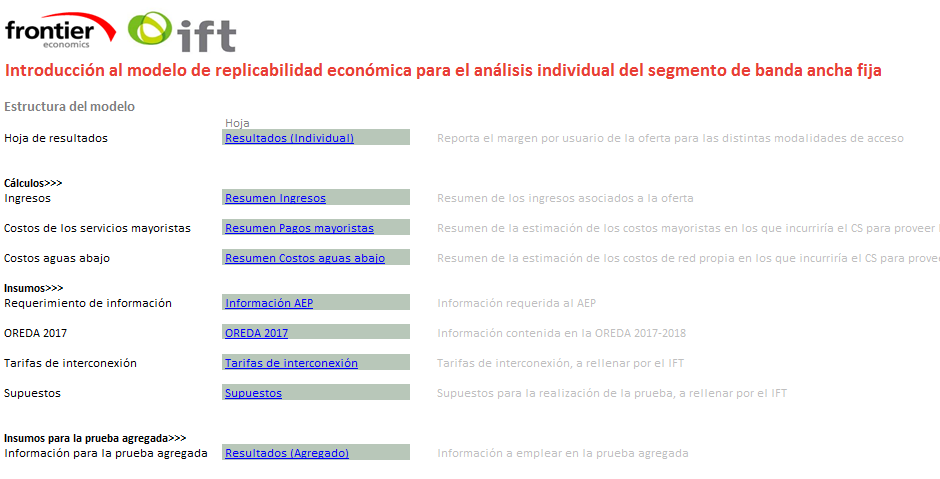 frontier
economics
ift
Introducción al modelo de replicabilidad económica para el análisis individual del segmento de banda ancha fija
Estructura del modelo
Hoja
Hoja de resultados Resultados (Individual) Reporta el margen por usuario de la oferta para las distintas modalidades de acceso
Cálculos>>>
Ingresos Resumen Ingresos Resumen de los ingresos asociados a la oferta
Costos de los servicios mayoristas Resumen Pagos mayoristas Resumen de la estimación de los costos mayoristas en los que incurriría el CS para proveer
Costos aguas abajo Resumen Costos aguas abajo Resumen de la estimación de los costos de red propia en los que incurriría el CS para prove
Insumos>>>
Requerimiento de información Información AEP Información requerida al AEP
OREDA 2017 OREDA 2017 Información contenida en la OREDA 2017-2018
Tarifas de interconexión Tarifas de interconexión Tarifas de interconexión, a rellenar por el IFT
Supuestos Supuestos Supuestos para la realización de la prueba, a rellenar por el IFT
Insumos para la prueba agregada>>>
Información para la prueba agregada Resultados (Agregado) Información a emplear en la prueba agregada